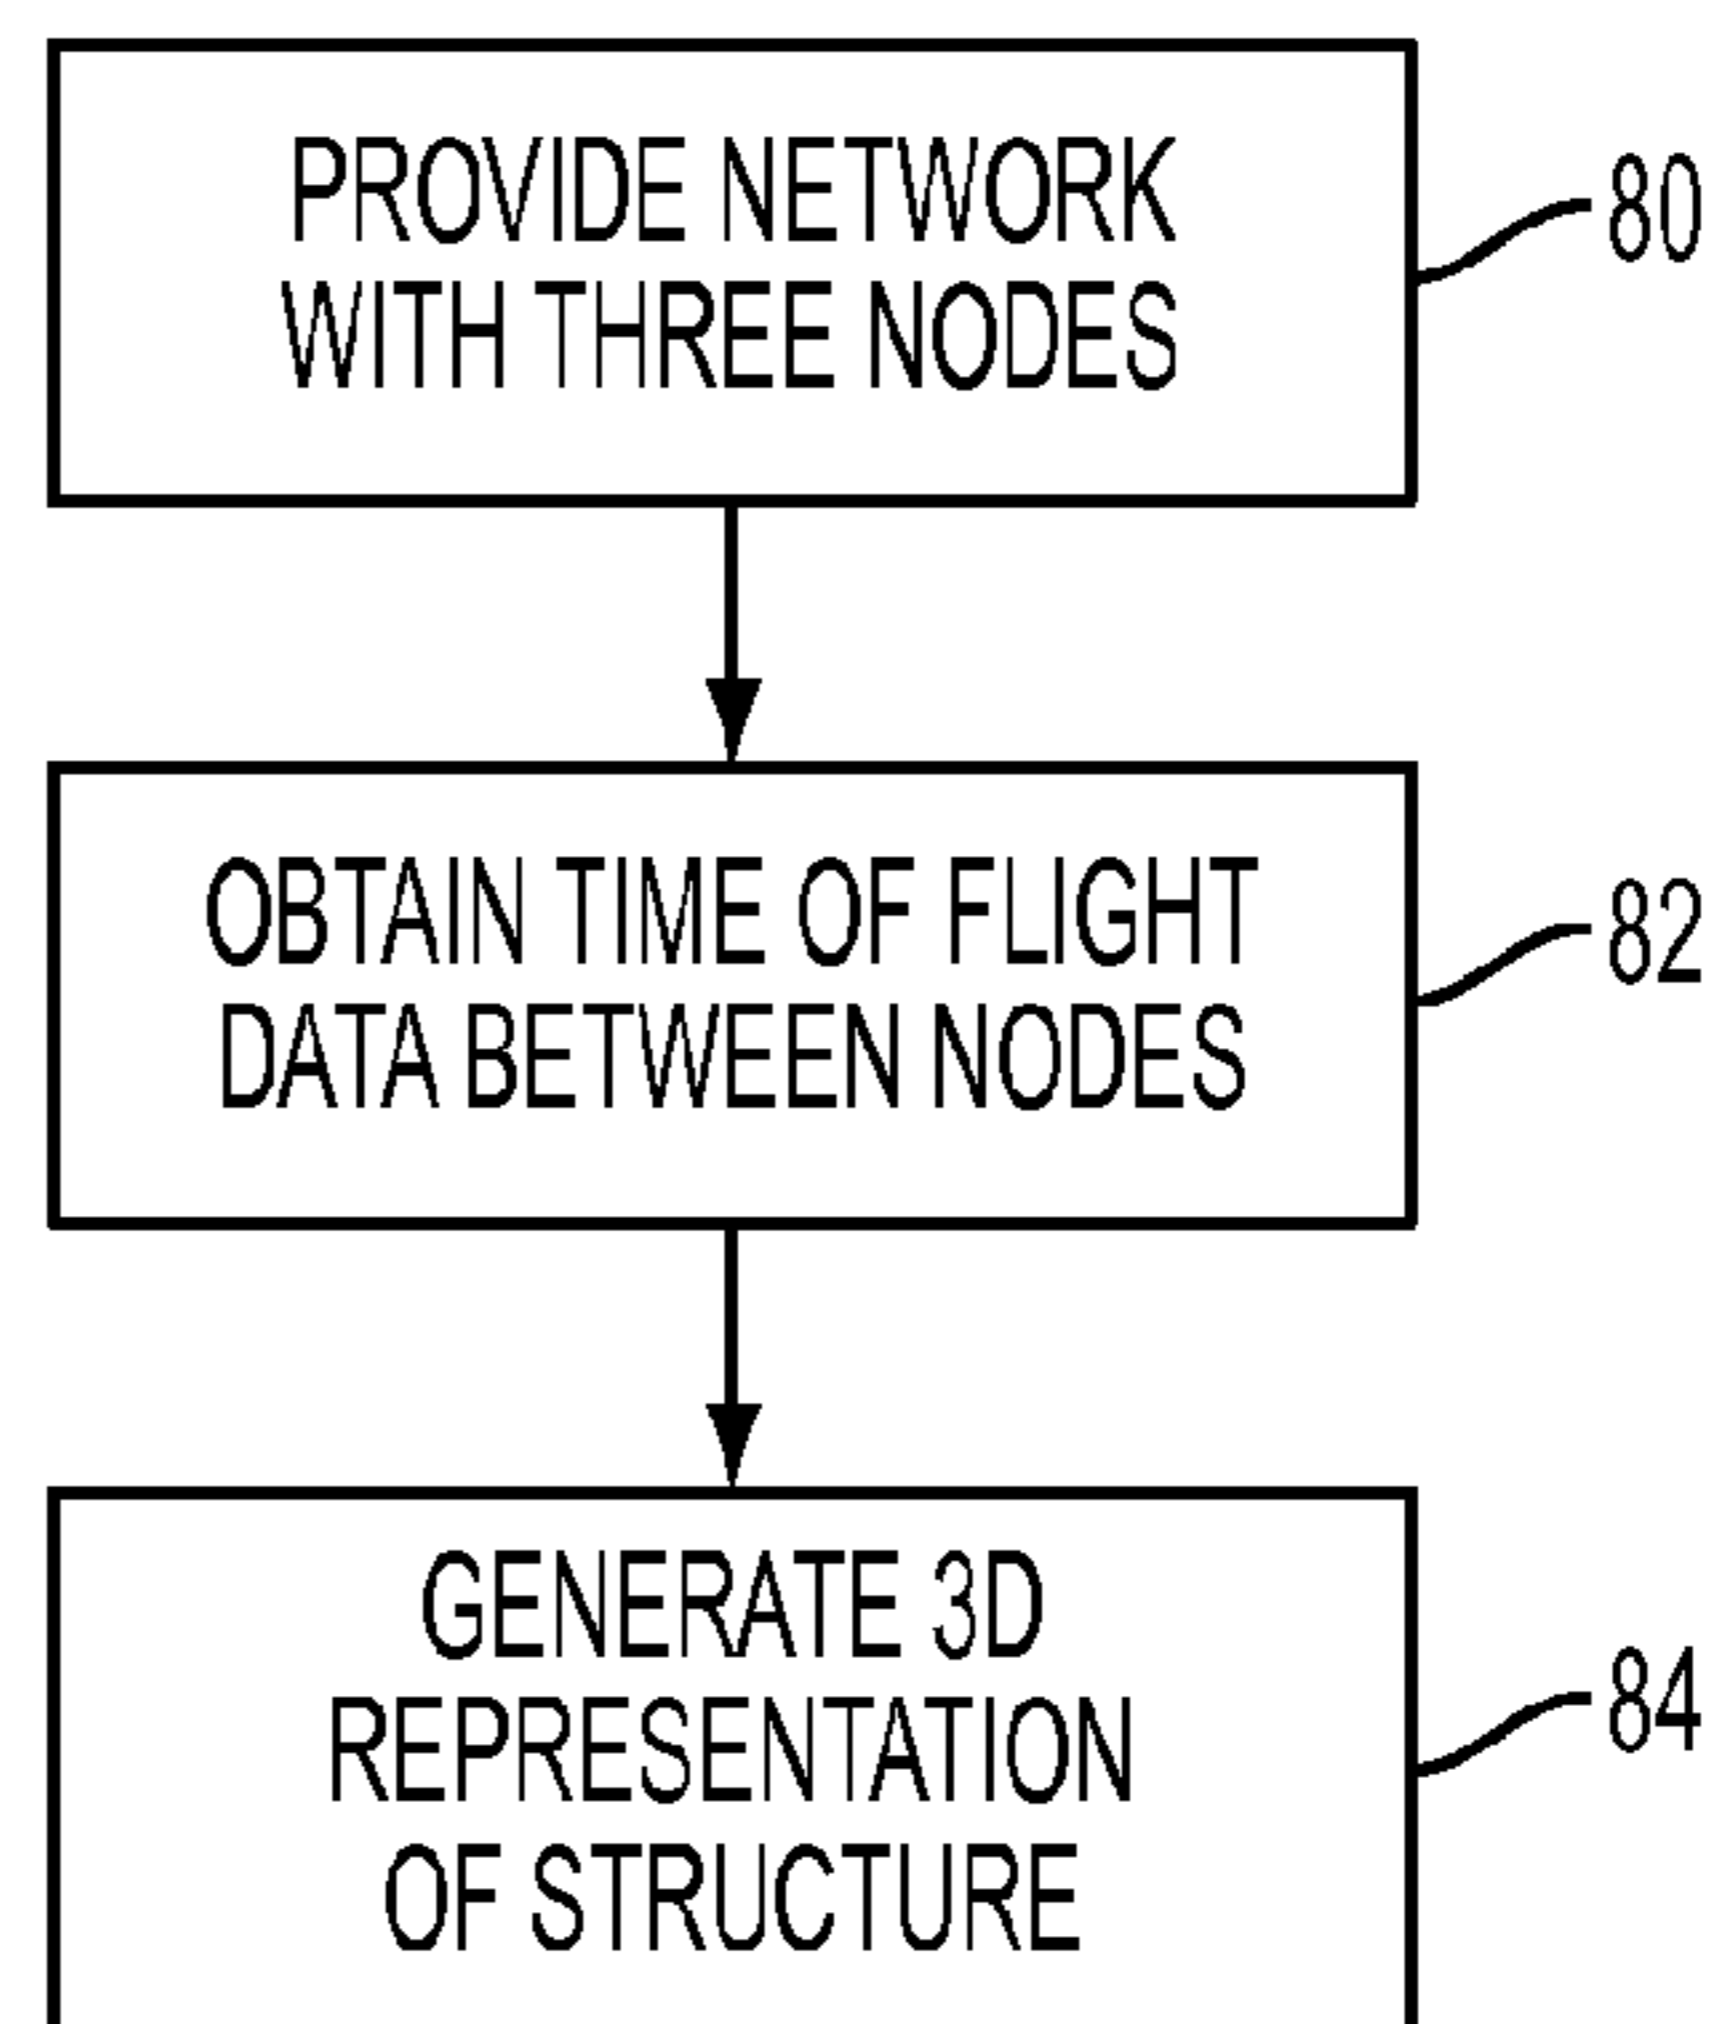 PROVIDE NETWORK
WITH THREE NODES
80
OBTAIN TIME OF FLIGHT
DATA BETWEEN NODES
82
GENERATE 3D
REPRESENTATION
OF STRUCTURE
84